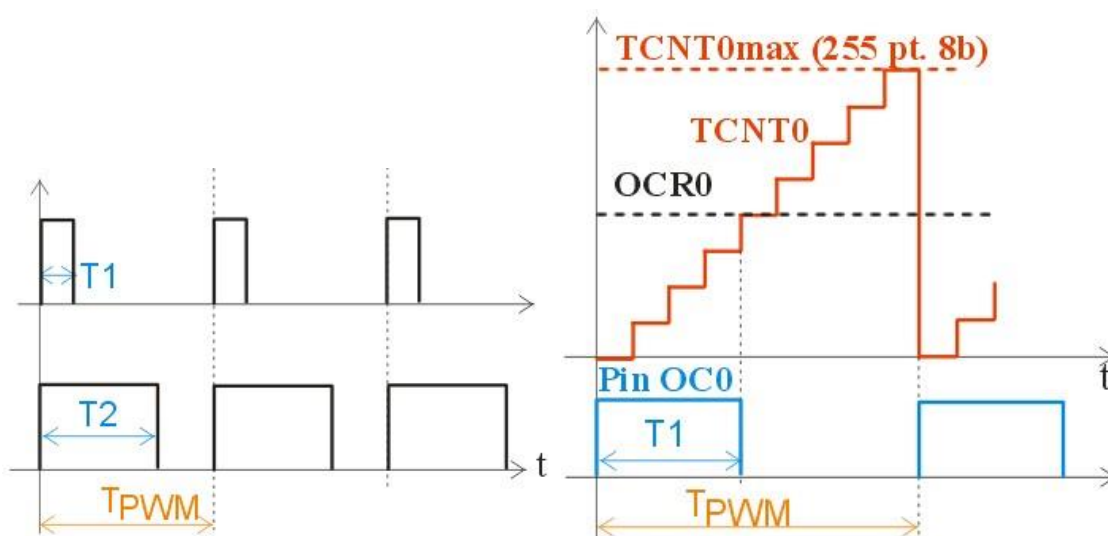 T1
T2
t
TPWM
TCNT0max (255 pt. 8b)
TCNT0
OCR0
t
Pin OC0
T1
TPWM